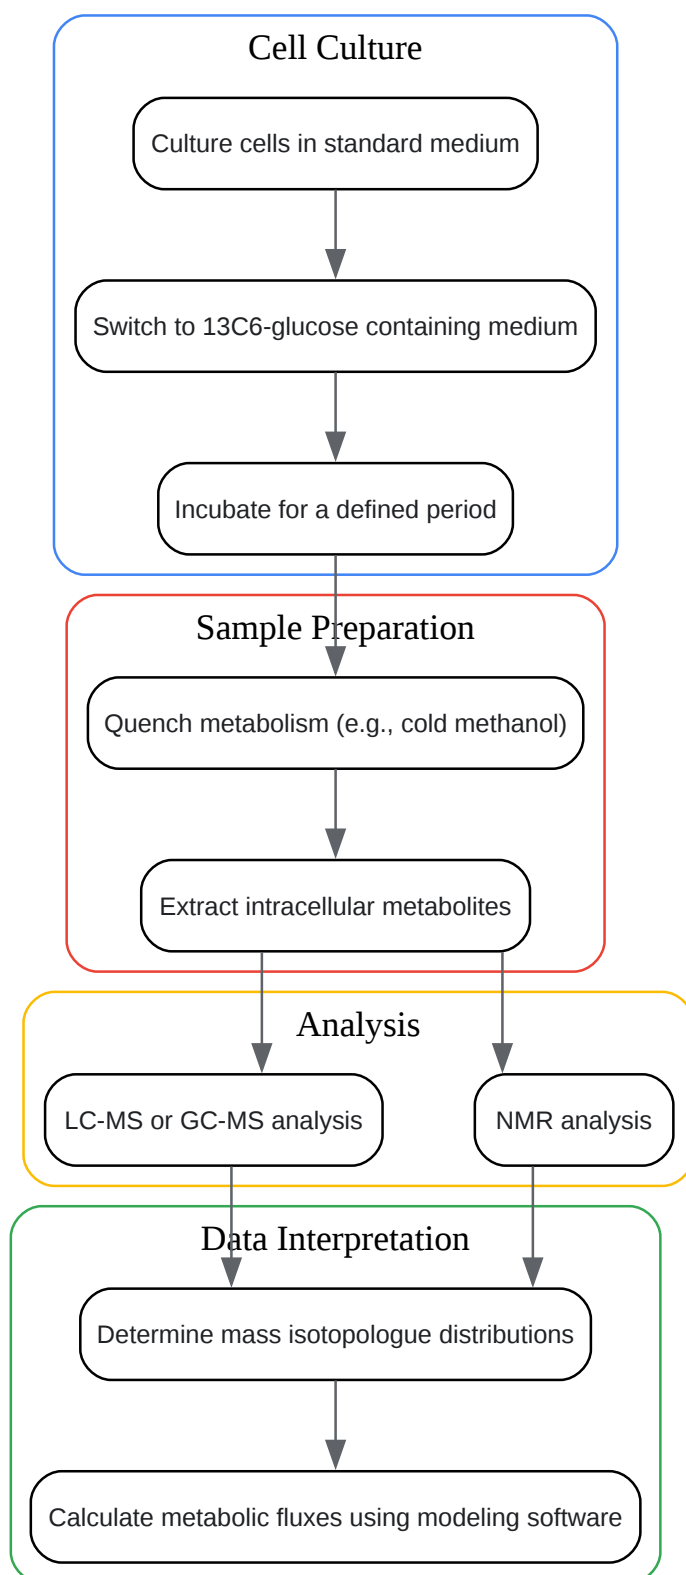 Cell Culture
Culture cells in standard medium
Switch to 13C6-glucose containing medium
Incubate for a defined period
Sample Preparation
Quench metabolism (e.g., cold methanol)
Extract intracellular metabolites
Analysis
LC-MS or GC-MS analysis
NMR analysis
Data Interpretation
Determine mass isotopologue distributions
Calculate metabolic fluxes using modeling software